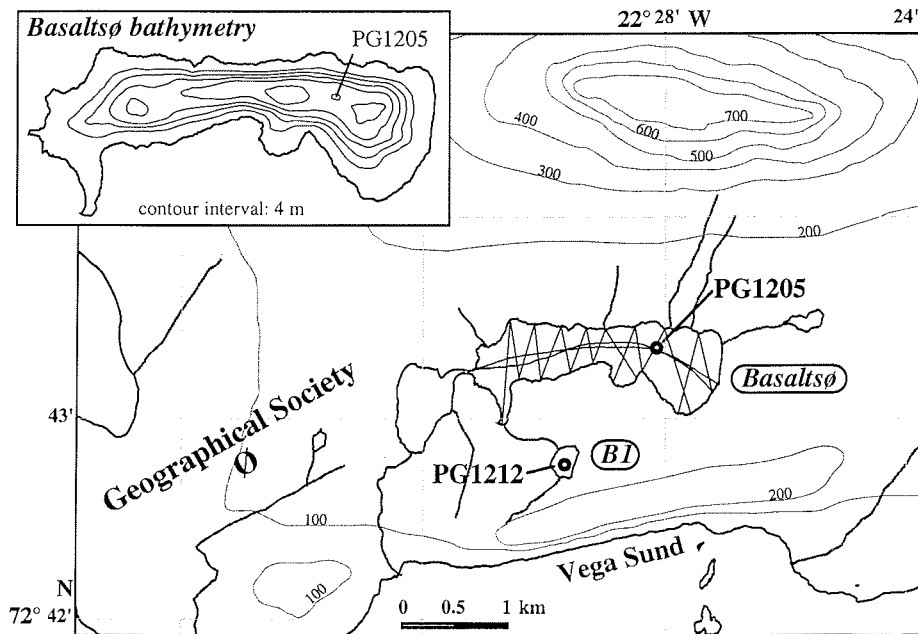 Basaltsø bathymetry
PG1205
contour interval: 4 m
22° 28' W
24'
400
600
700
500
300
200
PG1205
Basaltsø
43'
Geographical Society
Ø
PG1212
B1
200
100
100
Vega Sund
N
72° 42'
0 0.5 1 km